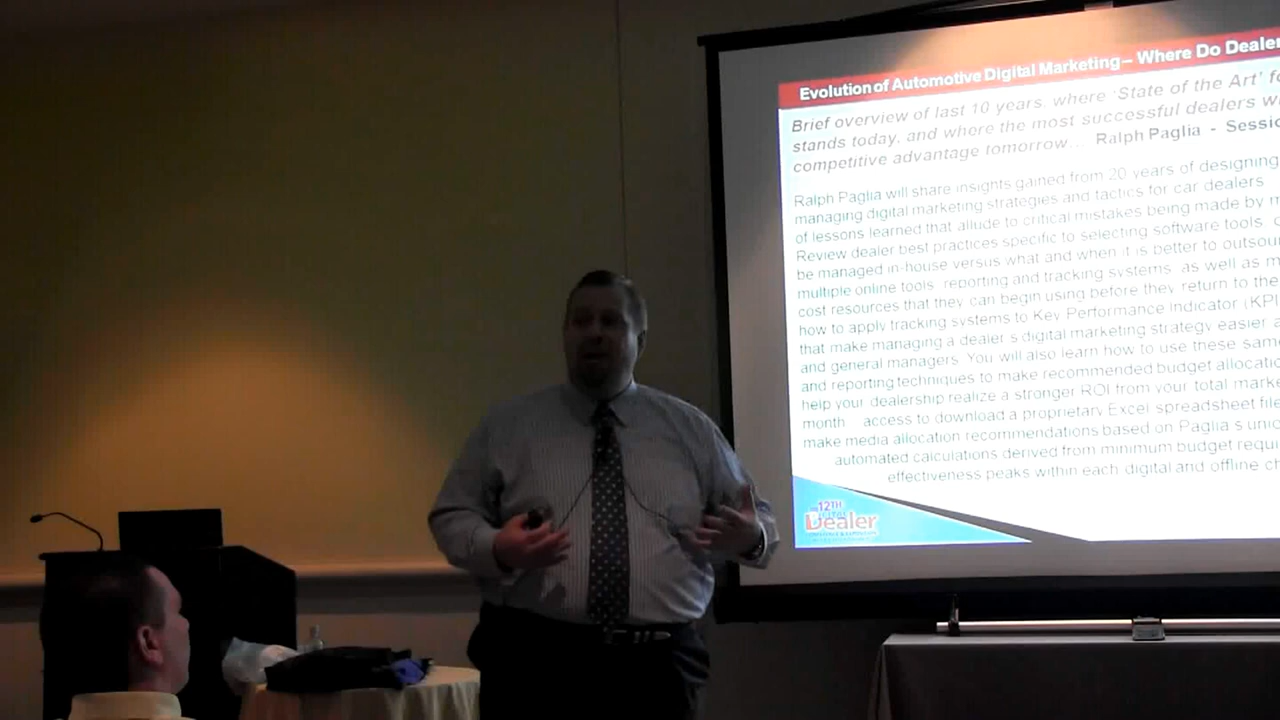 Evolution of Automotive Digital Marketing – Where Do Dealer
Brief overview of last 10 years, where 'State of the Art' fo
stands today, and where the most successful dealers w
competitive advantage tomorrow... Ralph Paglia - Sessio
Ralph Paglia will share insights gained from 20 years of designing
managing digital marketing strategies and tactics for car dealers
of lessons learned that allude to critical mistakes being made by m
Review dealer best practices specific to selecting software tools,
be managed in-house versus what and when it is better to outsou
multiple online tools, reporting and tracking systems, as well as m
cost resources that they can begin using before they return to the
how to apply tracking systems to Key Performance Indicator (KPI
that make managing a dealer s digital marketing strategy easier a
and general managers. You will also learn how to use these sam
and reporting techniques to make recommended budget allocatio
help your dealership realize a stronger ROI from your total marke
month access to download a proprietary Excel spreadsheet file
make media allocation recommendations based on Paglia s uniq
automated calculations derived from minimum budget requi
effectiveness peaks within each digital and offline ch
12TH
Dealer